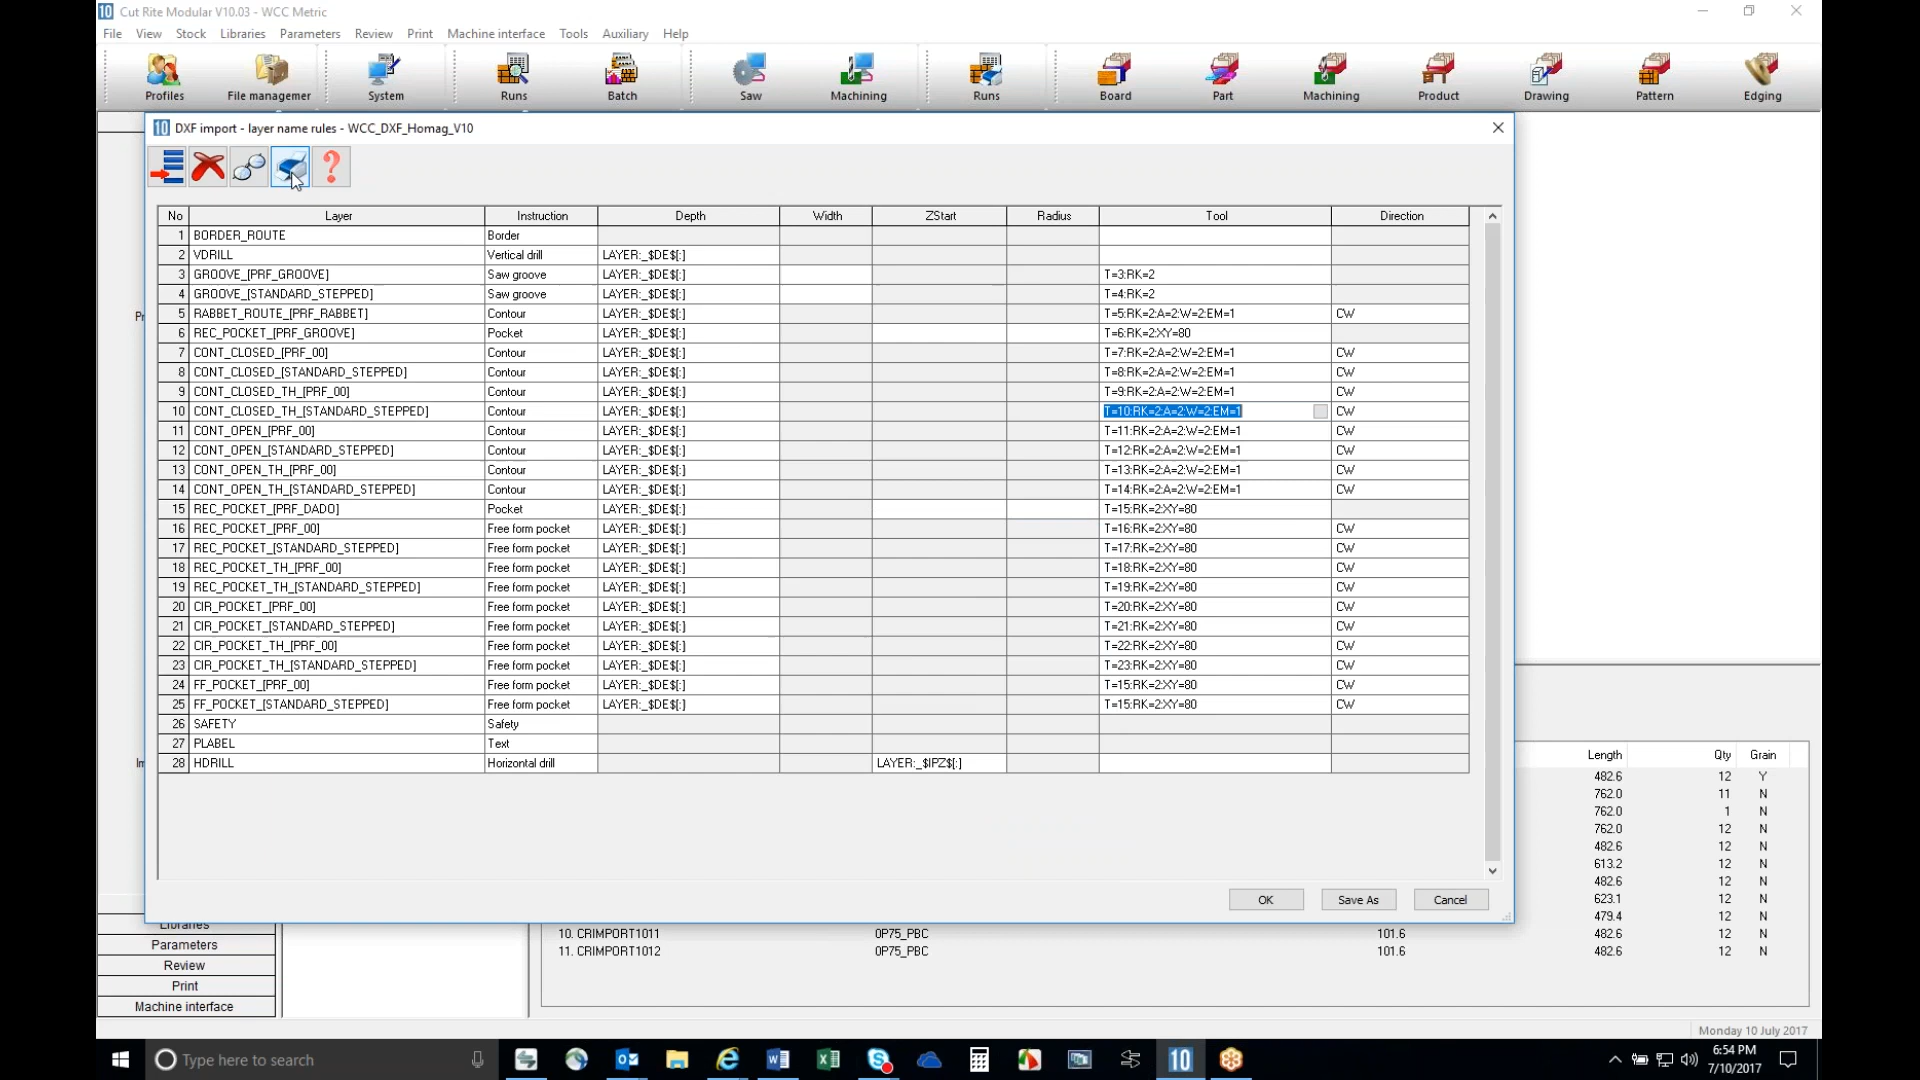 Cut Rite Modular V10.03 - WCC Metric
File View Stock Libraries Parameters Review Print Machine interface Tools Auxiliary Help
Profiles File managemer System Runs Batch Saw Machining Runs Board Part Machining Product Drawing Pattern Edging
DXF import - layer name rules - WCC_DXF_Homag_V10
No Layer Instruction Depth Width ZStart Radius Tool Direction
1 BORDER_ROUTE Border
2 VDRILL Vertical drill LAYER:_$DE$[:]
3 GROOVE_[PRF_GROOVE] Saw groove LAYER:_$DE$[:] T=3:RK=2
4 GROOVE_[STANDARD_STEPPED] Saw groove LAYER:_$DE$[:] T=4:RK=2
5 RABBET_ROUTE_[PRF_RABBET] Contour LAYER:_$DE$[:] T=5:RK=2:A=2:W=2:EM=1 CW
6 REC_POCKET_[PRF_GROOVE] Pocket LAYER:_$DE$[:] T=6:RK=2:XY=80
7 CONT_CLOSED_[PRF_00] Contour LAYER:_$DE$[:] T=7:RK=2:A=2:W=2:EM=1 CW
8 CONT_CLOSED_[STANDARD_STEPPED] Contour LAYER:_$DE$[:] T=8:RK=2:A=2:W=2:EM=1 CW
9 CONT_CLOSED_TH_[PRF_00] Contour LAYER:_$DE$[:] T=9:RK=2:A=2:W=2:EM=1 CW
10 CONT_CLOSED_TH_[STANDARD_STEPPED] Contour LAYER:_$DE$[:] T=10:RK=2:A=2:W=2:EM=1 CW
11 CONT_OPEN_[PRF_00] Contour LAYER:_$DE$[:] T=11:RK=2:A=2:W=2:EM=1 CW
12 CONT_OPEN_[STANDARD_STEPPED] Contour LAYER:_$DE$[:] T=12:RK=2:A=2:W=2:EM=1 CW
13 CONT_OPEN_TH_[PRF_00] Contour LAYER:_$DE$[:] T=13:RK=2:A=2:W=2:EM=1 CW
14 CONT_OPEN_TH_[STANDARD_STEPPED] Contour LAYER:_$DE$[:] T=14:RK=2:A=2:W=2:EM=1 CW
15 REC_POCKET_[PRF_DADO] Pocket LAYER:_$DE$[:] T=15:RK=2:XY=80
16 REC_POCKET_[PRF_00] Free form pocket LAYER:_$DE$[:] T=16:RK=2:XY=80 CW
17 REC_POCKET_[STANDARD_STEPPED] Free form pocket LAYER:_$DE$[:] T=17:RK=2:XY=80 CW
18 REC_POCKET_TH_[PRF_00] Free form pocket LAYER:_$DE$[:] T=18:RK=2:XY=80 CW
19 REC_POCKET_TH_[STANDARD_STEPPED] Free form pocket LAYER:_$DE$[:] T=19:RK=2:XY=80 CW
20 CIR_POCKET_[PRF_00] Free form pocket LAYER:_$DE$[:] T=20:RK=2:XY=80 CW
21 CIR_POCKET_[STANDARD_STEPPED] Free form pocket LAYER:_$DE$[:] T=21:RK=2:XY=80 CW
22 CIR_POCKET_TH_[PRF_00] Free form pocket LAYER:_$DE$[:] T=22:RK=2:XY=80 CW
23 CIR_POCKET_TH_[STANDARD_STEPPED] Free form pocket LAYER:_$DE$[:] T=23:RK=2:XY=80 CW
24 FF_POCKET_[PRF_00] Free form pocket LAYER:_$DE$[:] T=15:RK=2:XY=80 CW
25 FF_POCKET_[STANDARD_STEPPED] Free form pocket LAYER:_$DE$[:] T=15:RK=2:XY=80 CW
26 SAFETY Safety
27 PLABEL Text
28 HDRILL Horizontal drill LAYER:_$IPZ$[:]
OK Save As Cancel
Pr
Im
Length Qty Grain
482.6 12 Y
762.0 11 N
762.0 1 N
762.0 12 N
482.6 12 N
613.2 12 N
482.6 12 N
623.1 12 N
479.4 12 N
10. CRIMPORT1011 0P75_PBC 101.6 482.6 12 N
11. CRIMPORT1012 0P75_PBC 101.6 482.6 12 N
Libraries
Parameters
Review
Print
Machine interface
Monday 10 July 2017
Type here to search
6:54 PM
7/10/2017